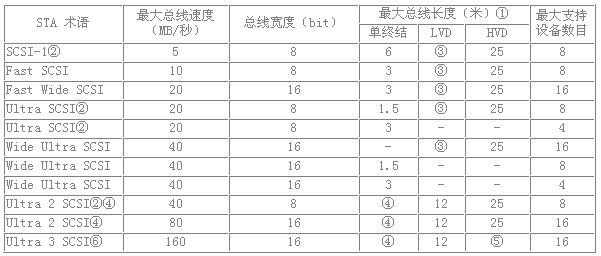 STA 术语 最大总线速度(MB/秒) 总线宽度(bit) 最大总线长度(米)① 最大支持设备数目
单终结 LVD HVD
SCSI-1② 5 8 6 ③ 25 8
Fast SCSI 10 8 3 ③ 25 8
Fast Wide SCSI 20 16 3 ③ 25 16
Ultra SCSI② 20 8 1.5 ③ 25 8
Ultra SCSI② 20 8 3 - - 4
Wide Ultra SCSI 40 16 - ③ 25 16
Wide Ultra SCSI 40 16 1.5 - - 8
Wide Ultra SCSI 40 16 3 - - 4
Ultra 2 SCSI②④ 40 8 ④ 12 25 8
Ultra 2 SCSI④ 80 16 ④ 12 25 16
Ultra 3 SCSI⑥ 160 16 ④ 12 ⑤ 16